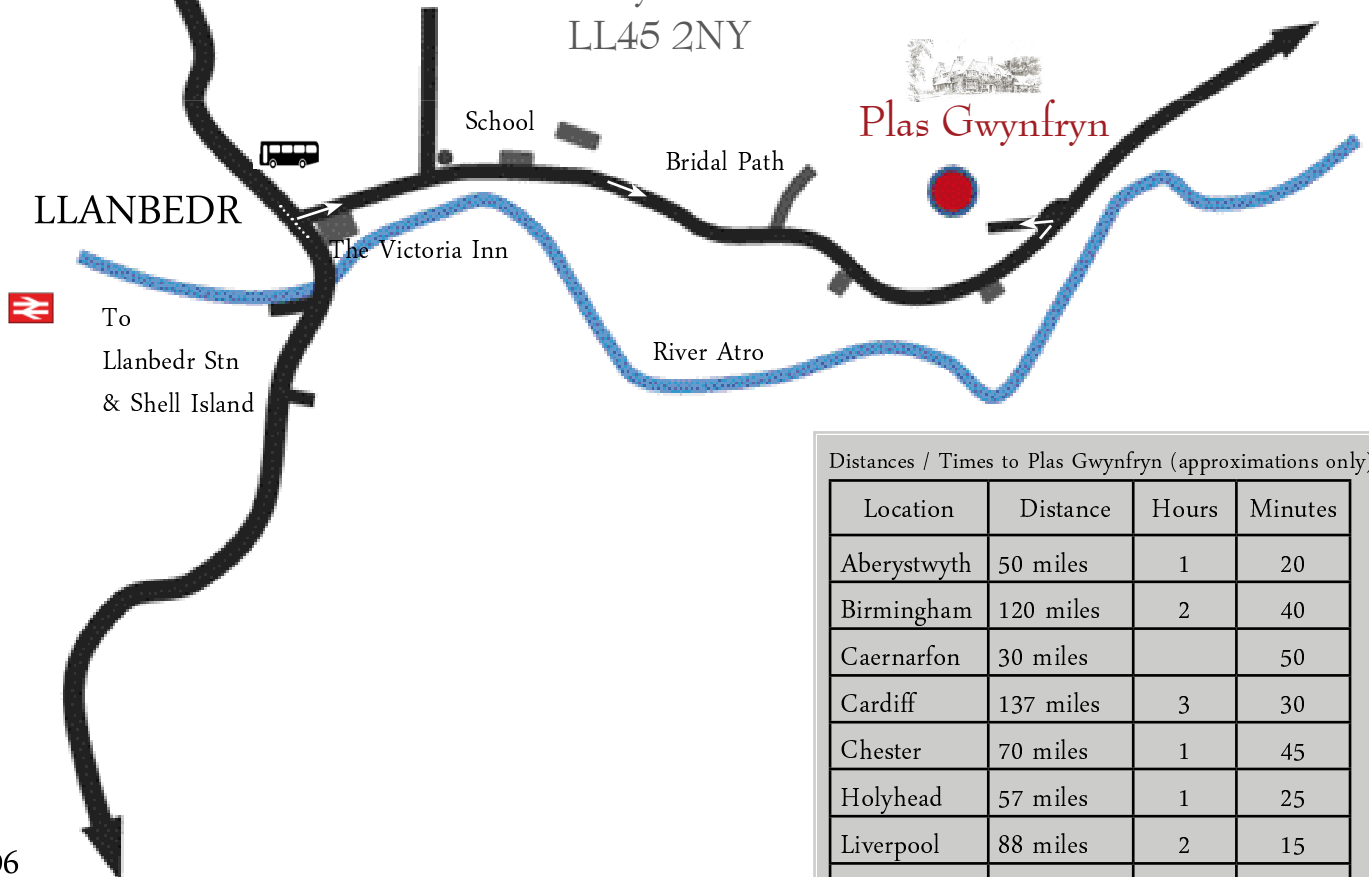 LL45 2NY
Plas Gwynfryn
School
Bridal Path
LLANBEDR
The Victoria Inn
To
Llanbedr Stn
& Shell Island
River Atro
Distances / Times to Plas Gwynfryn (approximations only)
Location Distance Hours Minutes
Aberystwyth 50 miles 1 20
Birmingham 120 miles 2 40
Caernarfon 30 miles 50
Cardiff 137 miles 3 30
Chester 70 miles 1 45
Holyhead 57 miles 1 25
Liverpool 88 miles 2 15